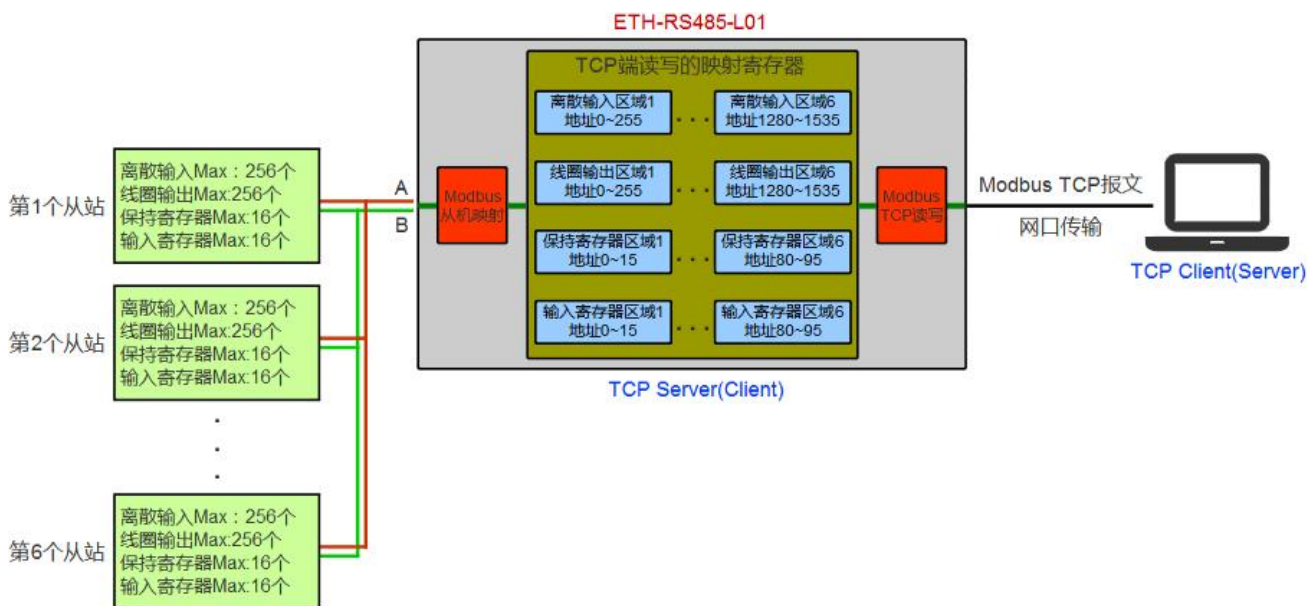 ETH-RS485-L01
TCP端读写的映射寄存器
离散输入区域1
地址0~255
· · ·
离散输入区域6
地址1280~1535
线圈输出区域1
地址0~255
· · ·
线圈输出区域6
地址1280~1535
保持寄存器区域1
地址0~15
· · ·
保持寄存器区域6
地址80~95
输入寄存器区域1
地址0~15
· · ·
输入寄存器区域6
地址80~95
TCP Server(Client)
第1个从站
离散输入Max：256个
线圈输出Max:256个
保持寄存器Max:16个
输入寄存器Max:16个
第2个从站
离散输入Max：256个
线圈输出Max:256个
保持寄存器Max:16个
输入寄存器Max:16个
第6个从站
离散输入Max：256个
线圈输出Max:256个
保持寄存器Max:16个
输入寄存器Max:16个
A
B
Modbus
从机映射
Modbus
TCP读写
Modbus TCP报文
网口传输
TCP Client(Server)